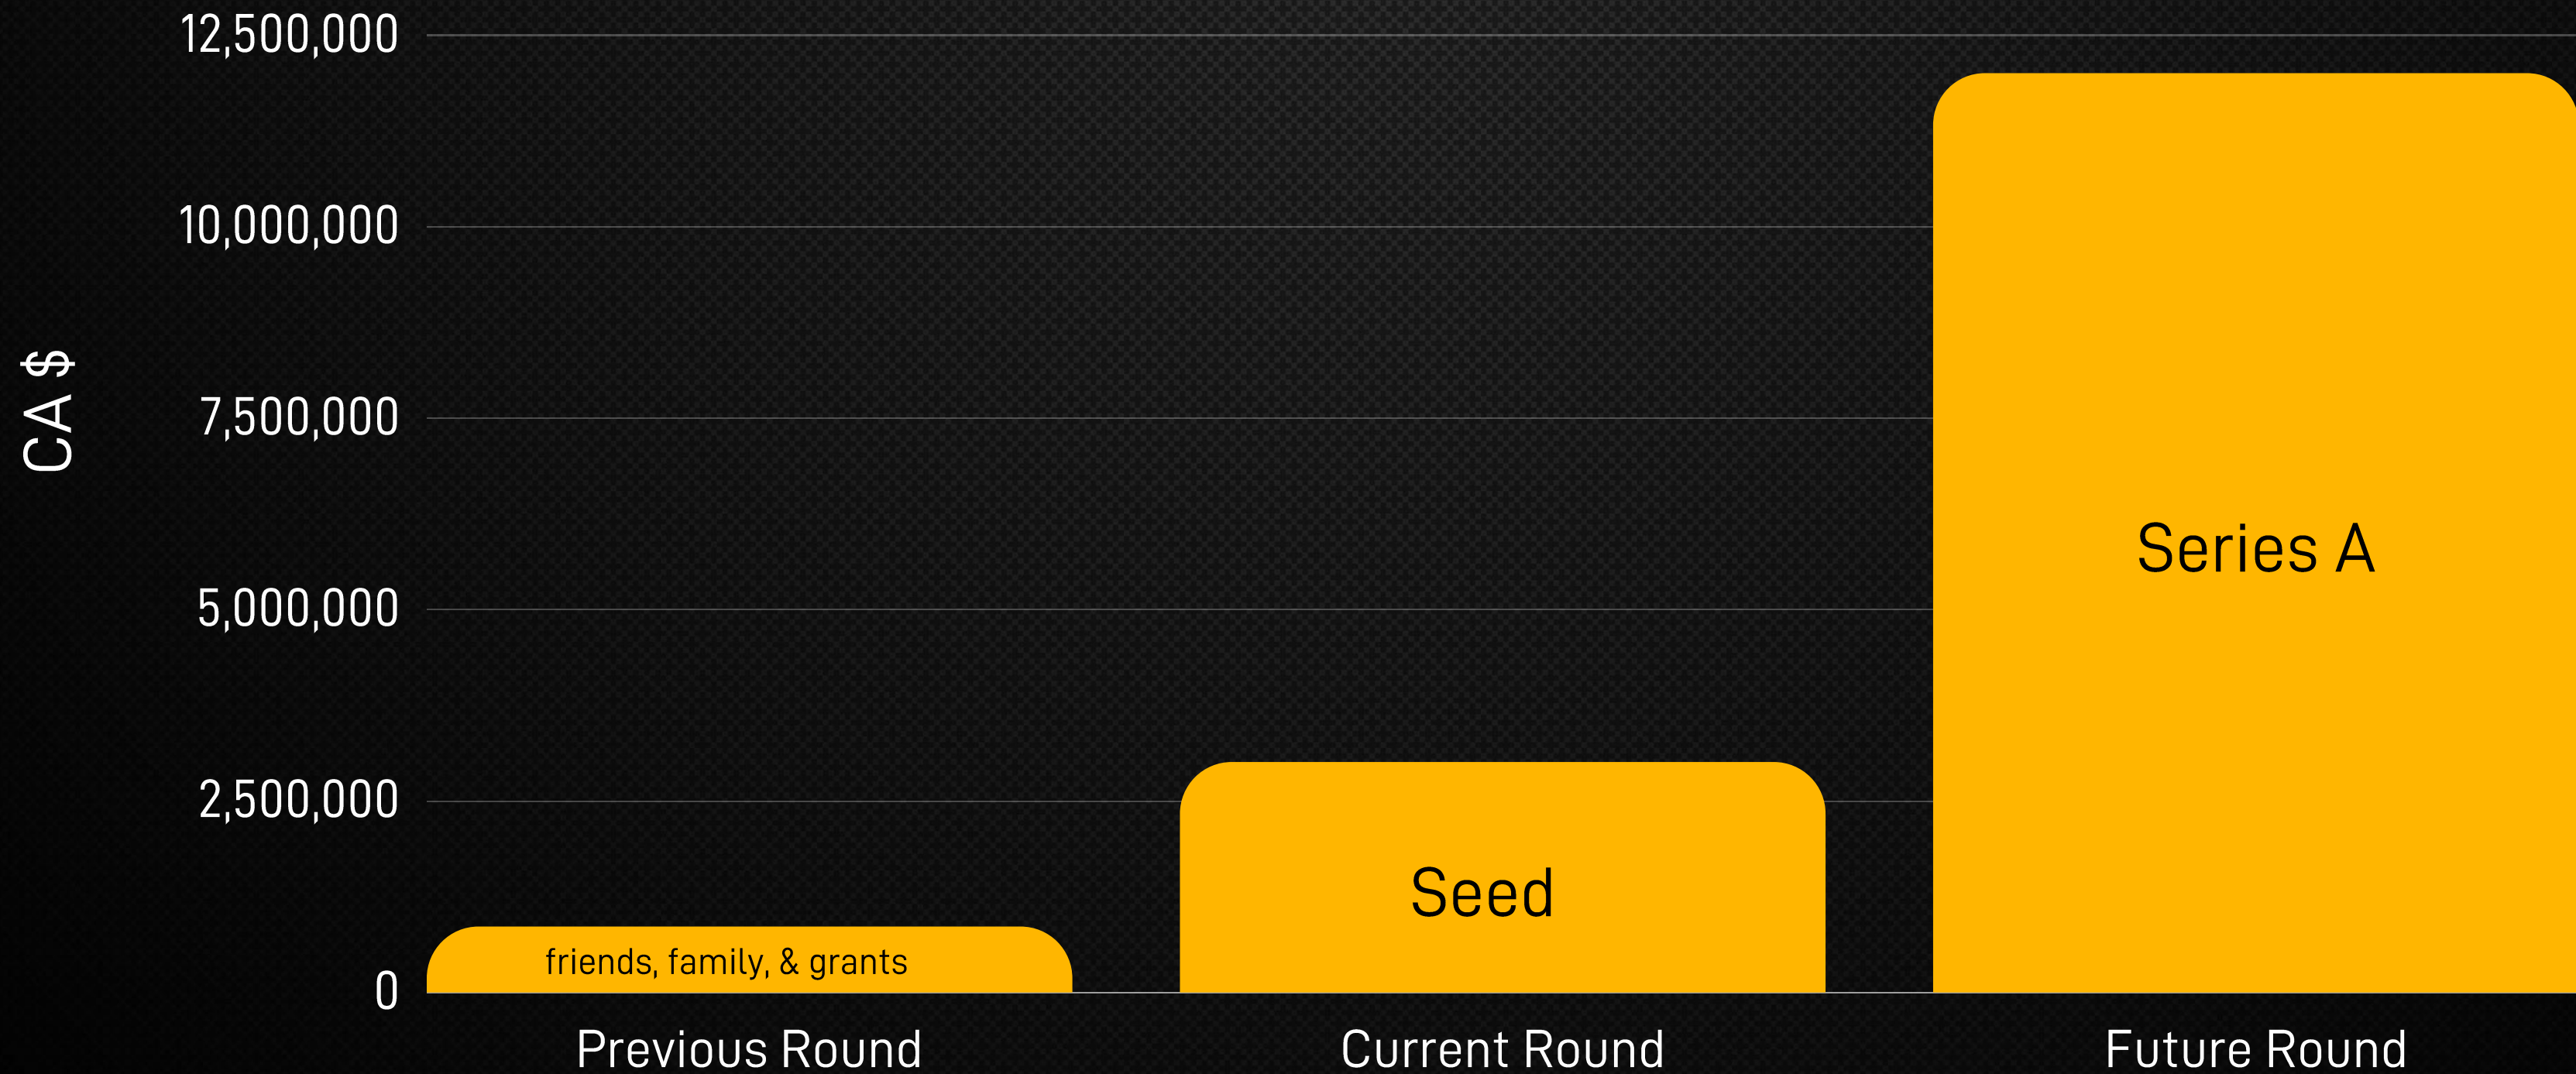 12,500,000
10,000,000
7,500,000
5,000,000
2,500,000
0
CA $
friends, family, & grants
Seed
Series A
Previous Round
Current Round
Future Round